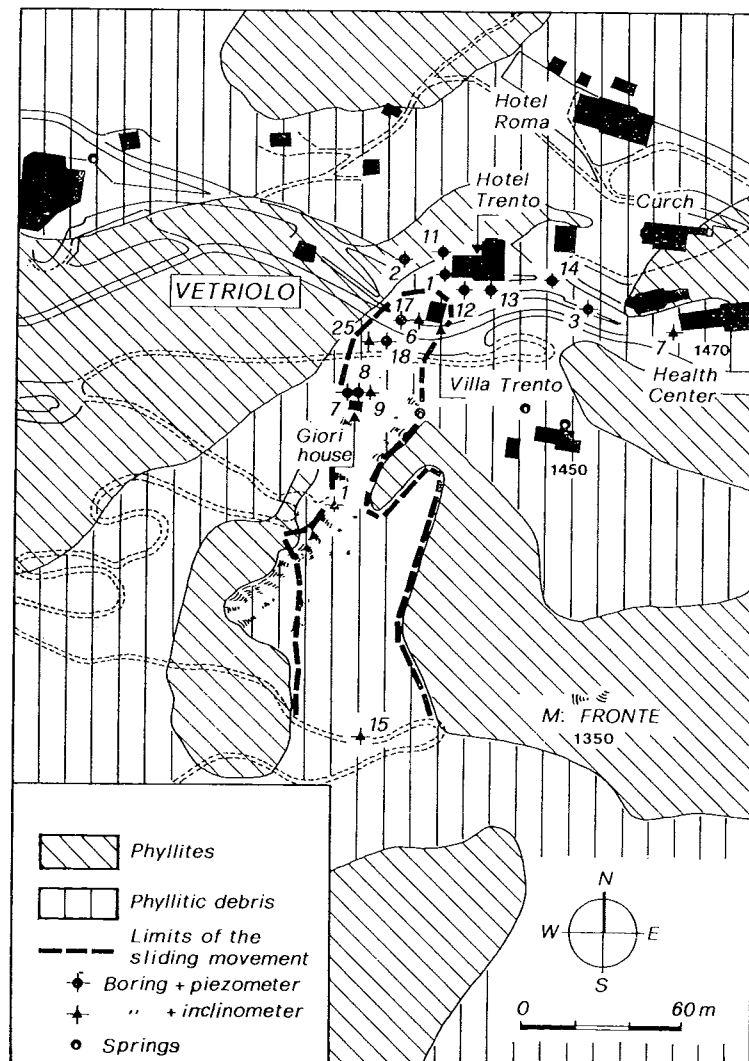 Hotel
Roma
Hotel
Trento
Curch
11
2
1
14
VETRIOLO
17
12
13
3
25
6
7
1470
18
8
Villa Trento
Health
Center
7
9
Giori
house
1450
1
M. FRONTE
1350
15
Phyllites
Phyllitic debris
Limits of the
sliding movement
Boring + piezometer
" + inclinometer
Springs
N
W
E
S
0
60 m